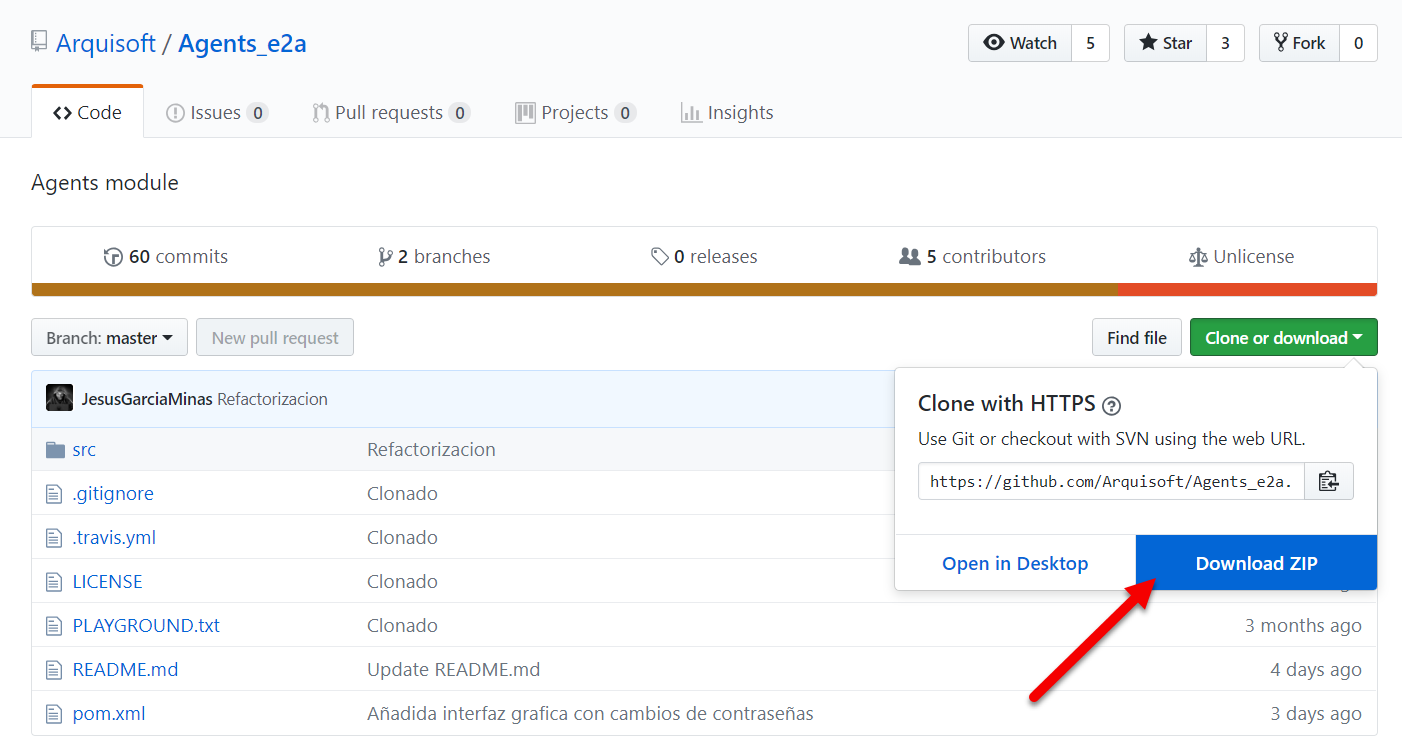 Arquisoft / Agents_e2a
Watch 5 Star 3 Fork 0
Code Issues 0 Pull requests 0 Projects 0 Insights
Agents module
60 commits 2 branches 0 releases 5 contributors Unlicense
Branch: master New pull request Find file Clone or download
JesusGarciaMinas Refactorizacion
Clone with HTTPS
Use Git or checkout with SVN using the web URL.
https://github.com/Arquisoft/Agents_e2a.
Open in Desktop Download ZIP
src Refactorizacion
.gitignore Clonado
.travis.yml Clonado
LICENSE Clonado
PLAYGROUND.txt Clonado 3 months ago
README.md Update README.md 4 days ago
pom.xml Añadida interfaz grafica con cambios de contraseñas 3 days ago